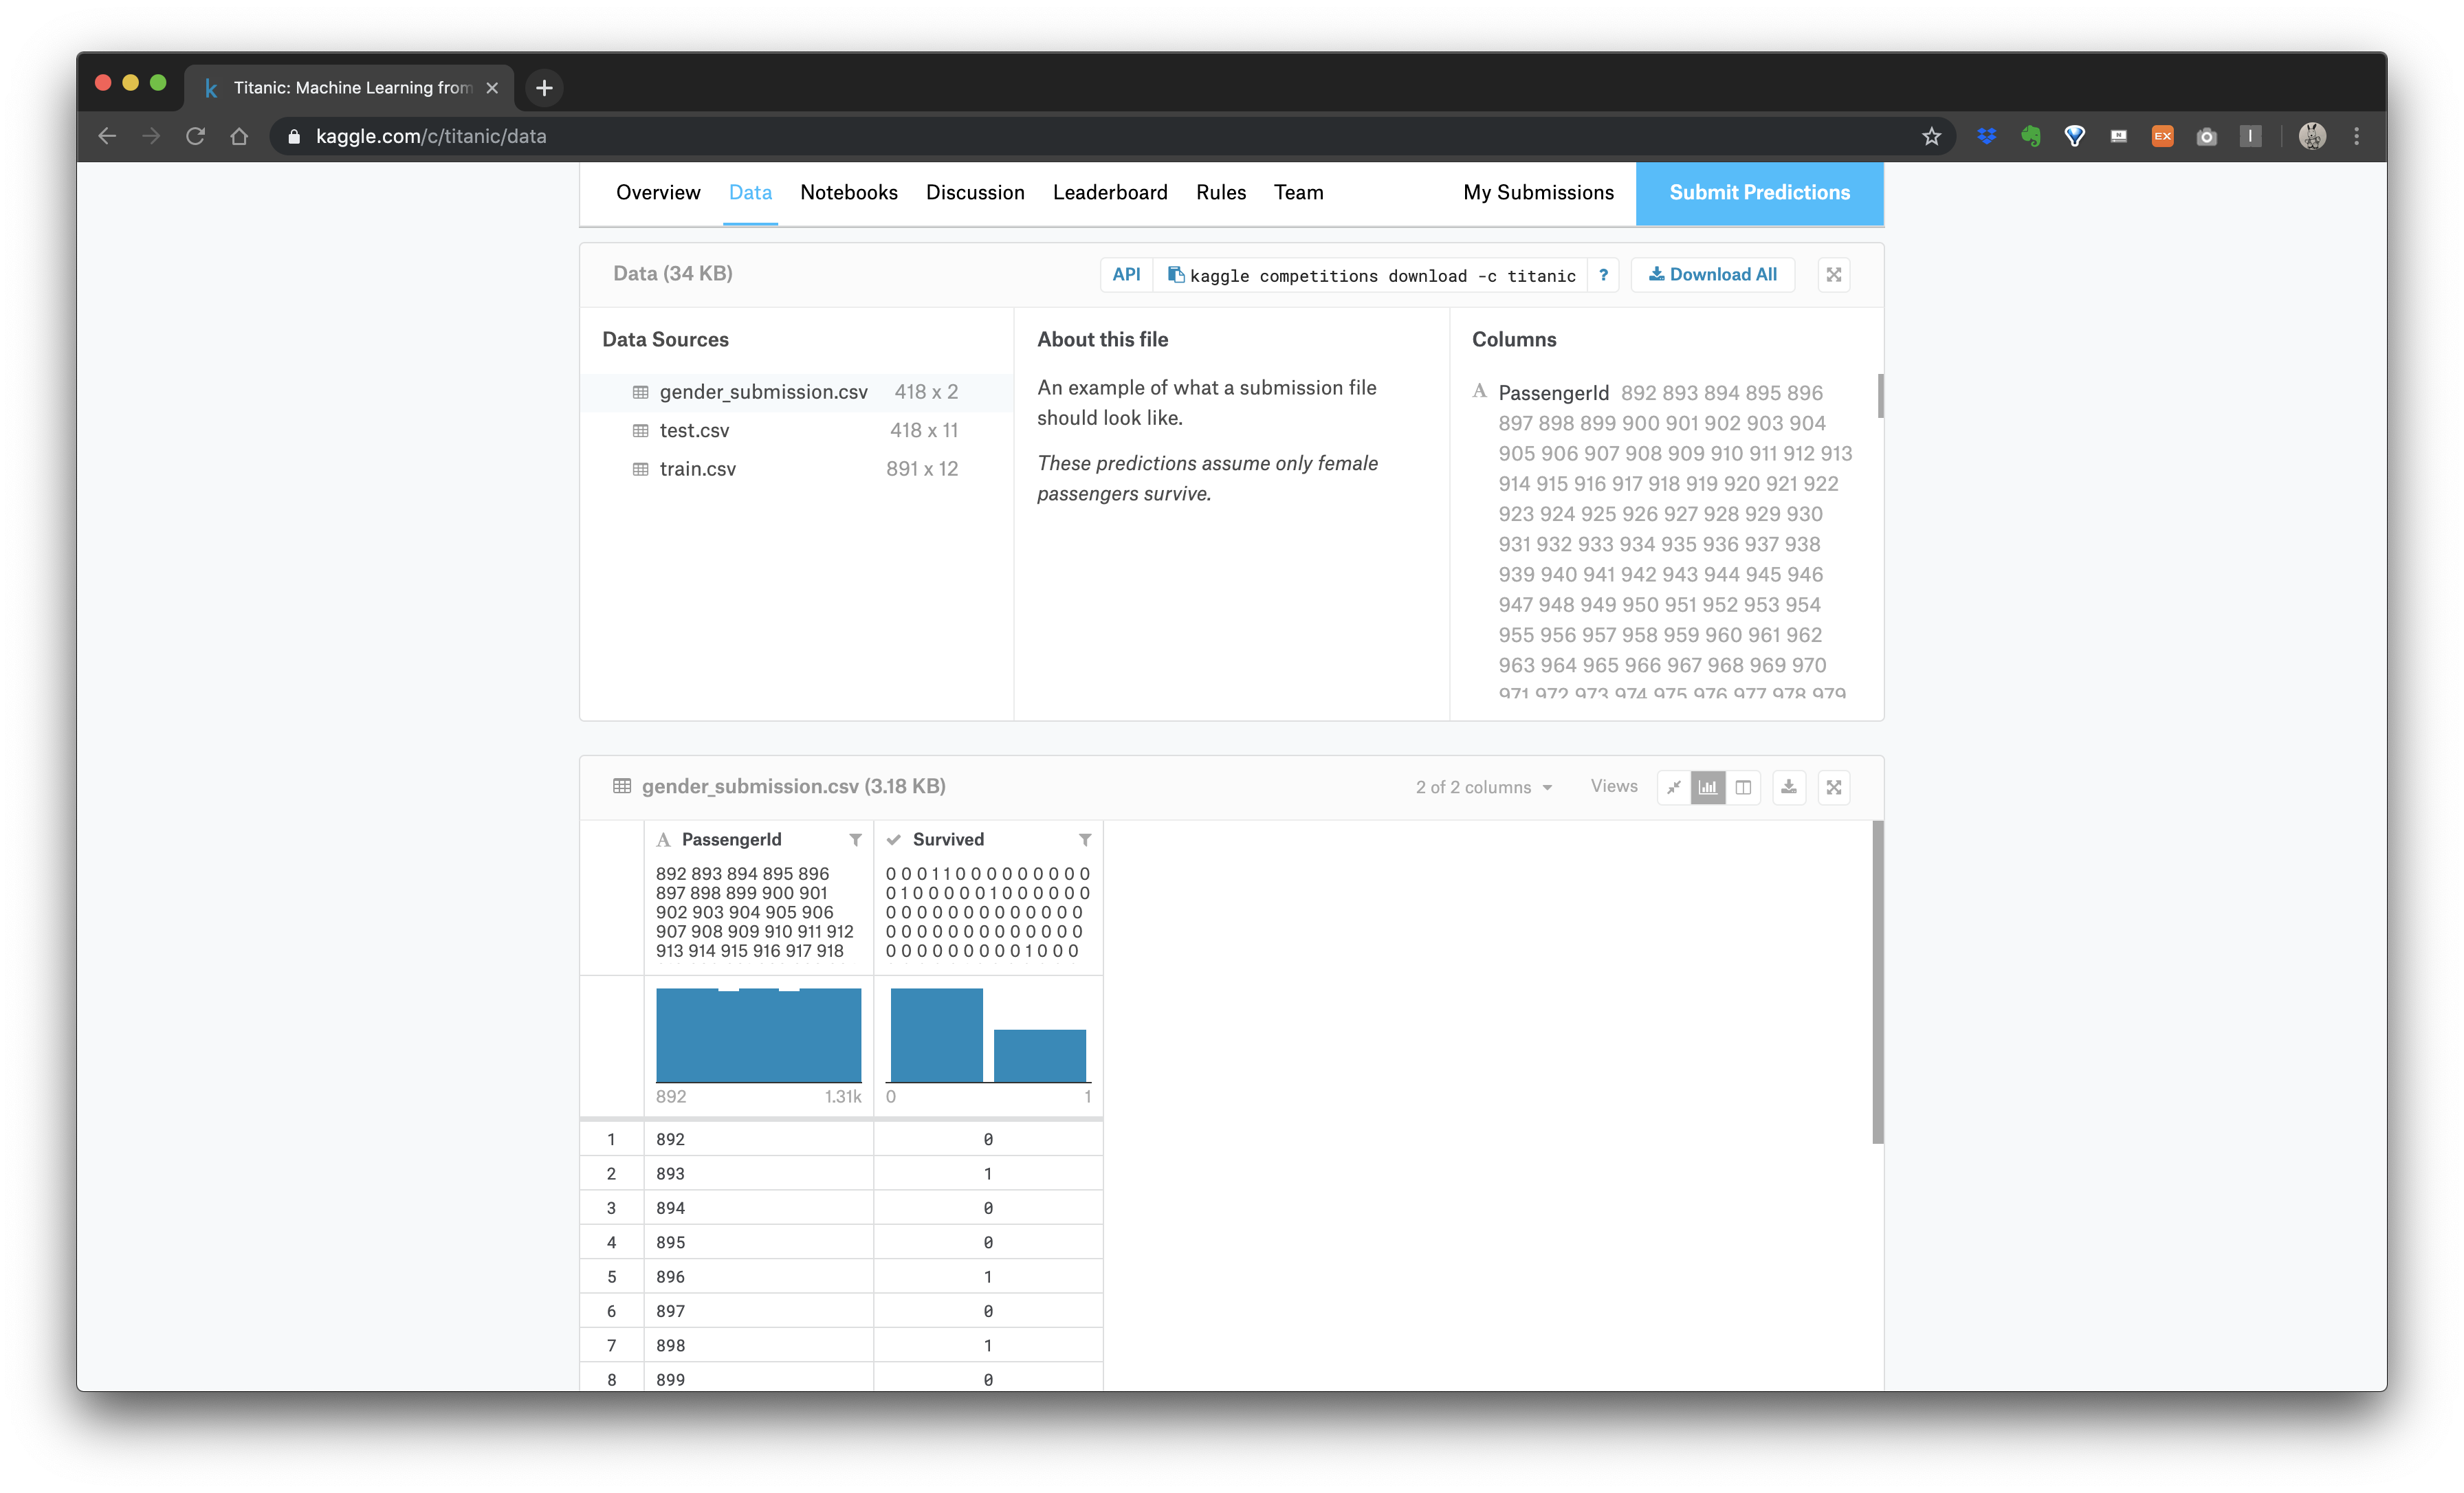 Titanic: Machine Learning from
kaggle.com/c/titanic/data
Overview Data Notebooks Discussion Leaderboard Rules Team My Submissions Submit Predictions
Data (34 KB) API kaggle competitions download -c titanic ? Download All
Data Sources
gender_submission.csv 418 x 2
test.csv 418 x 11
train.csv 891 x 12
About this file
An example of what a submission file
should look like.
These predictions assume only female
passengers survive.
Columns
A PassengerId 892 893 894 895 896
897 898 899 900 901 902 903 904
905 906 907 908 909 910 911 912 913
914 915 916 917 918 919 920 921 922
923 924 925 926 927 928 929 930
931 932 933 934 935 936 937 938
939 940 941 942 943 944 945 946
947 948 949 950 951 952 953 954
955 956 957 958 959 960 961 962
963 964 965 966 967 968 969 970
971 972 973 974 975 976 977 978 979
gender_submission.csv (3.18 KB) 2 of 2 columns Views
A PassengerId Survived
892 893 894 895 896
897 898 899 900 901
902 903 904 905 906
907 908 909 910 911 912
913 914 915 916 917 918
0 0 0 1 1 0 0 0 0 0 0 0 0 0
0 1 0 0 0 0 0 1 0 0 0 0 0 0
0 0 0 0 0 0 0 0 0 0 0 0 0
0 0 0 0 0 0 0 0 0 0 0 0 0
0 0 0 0 0 0 0 0 0 1 0 0 0
892 1.31k 0 1
1 892 0
2 893 1
3 894 0
4 895 0
5 896 1
6 897 0
7 898 1
8 899 0